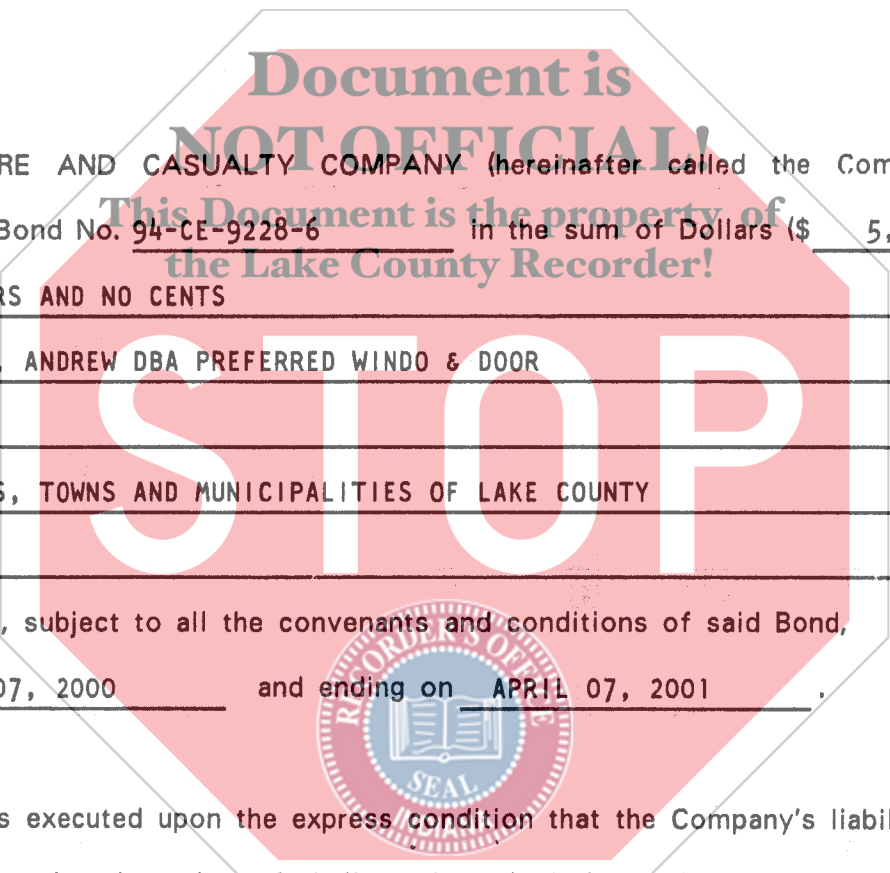 Document is
NOT OFFICIAL!
RE AND CASUALTY COMPANY (hereinafter called the Com
This Document is the property of
Bond No. 94-CE-9228-6 in the sum of Dollars ($ 5,
the Lake County Recorder!
RS AND NO CENTS
, ANDREW DBA PREFERRED WINDO & DOOR
STOP
S, TOWNS AND MUNICIPALITIES OF LAKE COUNTY
, subject to all the convenants and conditions of said Bond,
RECORDER'S OFFICE
07, 2000 and ending on APRIL 07, 2001 .
SEAL
INDIANA
s executed upon the express condition that the Company's liabil